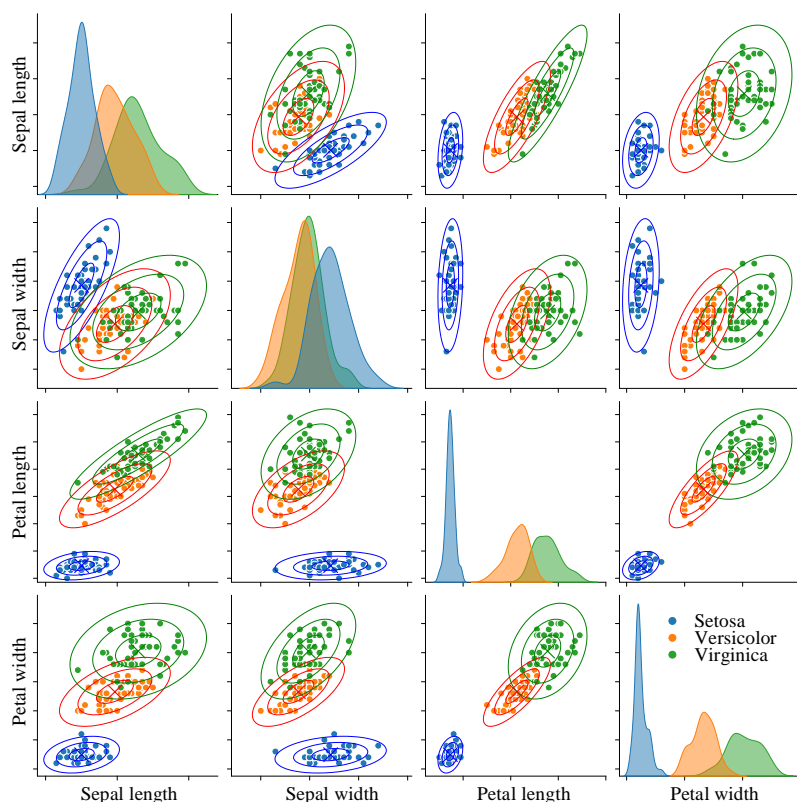 Sepal length
Sepal width
Petal length
Petal width
Setosa
Versicolor
Virginica
Sepal length
Sepal width
Petal length
Petal width